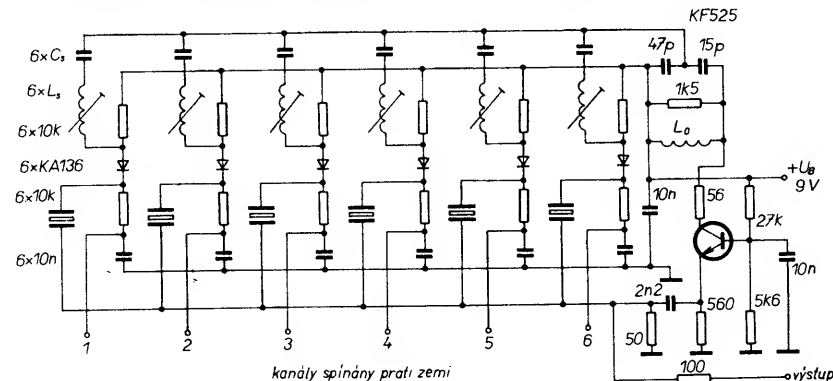 KF525
6×Cs
47p
15p
6×Ls
1k5
6×10k
L0
6×KA136
+UB
9V
6×10k
10n
56
27k
10n
6×10n
2n2
50
560
5k6
1
2
3
4
5
6
100
výstup
kanály spínány proti zemi